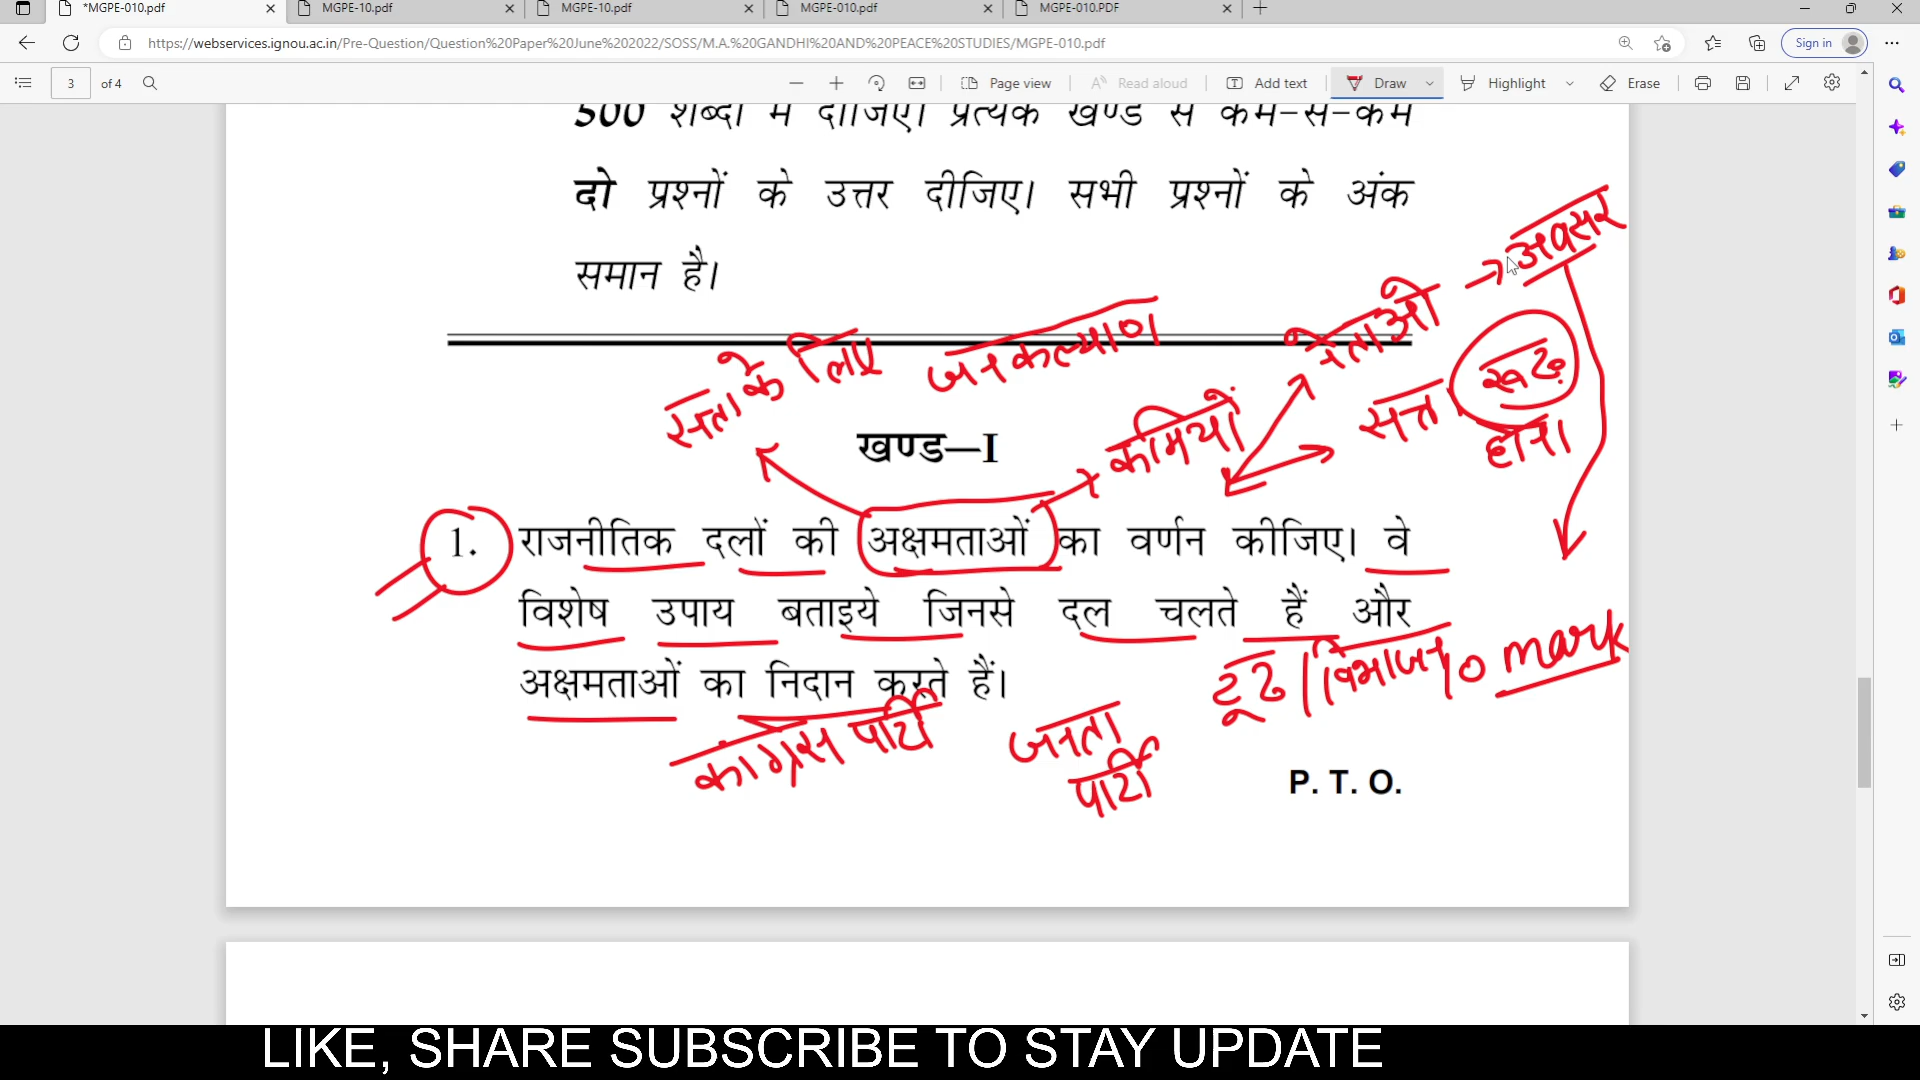 *MGPE-010.pdf
MGPE-10.pdf
MGPE-10.pdf
MGPE-010.pdf
MGPE-010.PDF
https://webservices.ignou.ac.in/Pre-Question/Question%20Paper%20June%202022/SOSS/M.A.%20GANDHI%20AND%20PEACE%20STUDIES/MGPE-010.pdf
Sign in
3 of 4
Page view
Read aloud
Add text
Draw
Highlight
Erase
500 शब्दों में दीजिए। प्रत्येक खण्ड से कम-से-कम
दो प्रश्नों के उत्तर दीजिए। सभी प्रश्नों के अंक
समान है।
अवसर
नेताओ
सत्ता के लिए
जनकल्याण
सत्त
होना
कमियों
खण्ड—I
1. राजनीतिक दलों की अक्षमताओं का वर्णन कीजिए। वे
विशेष उपाय बताइये जिनसे दल चलते हैं और
अक्षमताओं का निदान करते हैं।
टूट / विभाजन
mark
कांग्रेस पार्टी
जनता
पार्टी
P. T. O.
LIKE, SHARE SUBSCRIBE TO STAY UPDATE